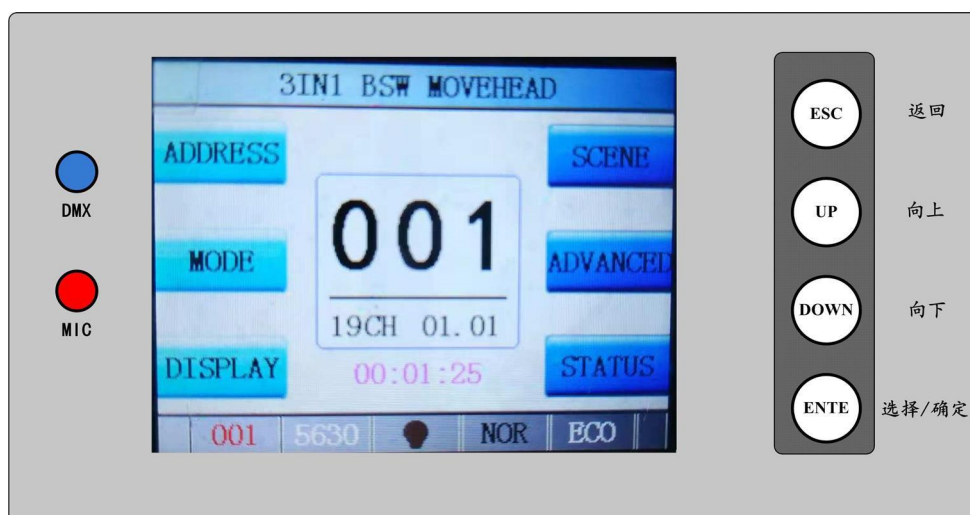 3IN1 BSW MOVEHEAD
ADDRESS
SCENE
MODE
001
ADVANCED
19CH 01.01
DISPLAY
00:01:25
STATUS
001 5630 NOR ECO
DMX
MIC
ESC 返回
UP 向上
DOWN 向下
ENTE 选择/确定